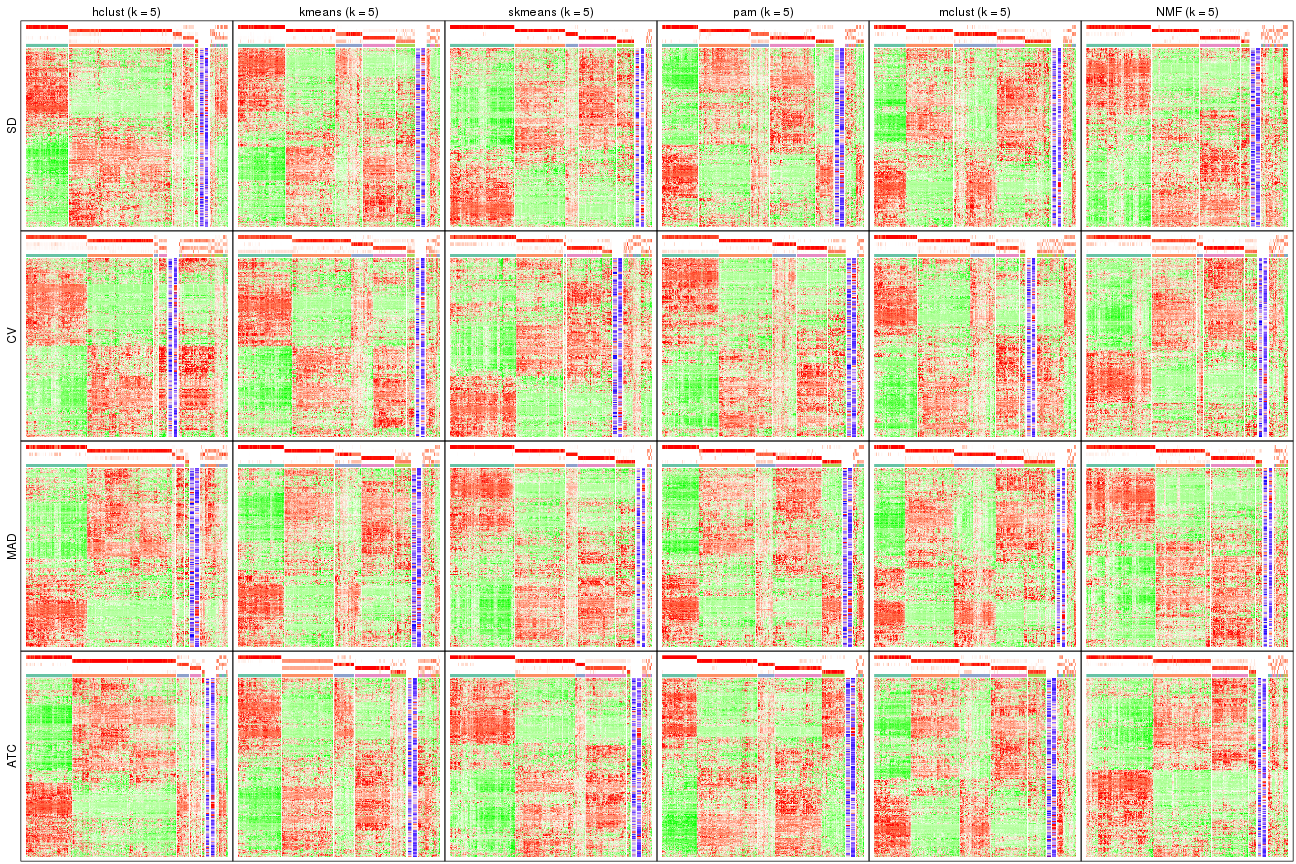 hclust (k = 5)
kmeans (k = 5)
skmeans (k = 5)
pam (k = 5)
mclust (k = 5)
NMF (k = 5)
SD
CV
MAD
ATC